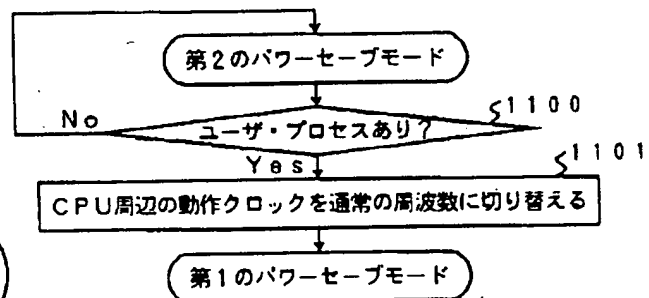 第2のパワーセーブモード
No
ユーザ・プロセスあり?
1100
Yes
1101
CPU周辺の動作クロックを通常の周波数に切り替える
第1のパワーセーブモード